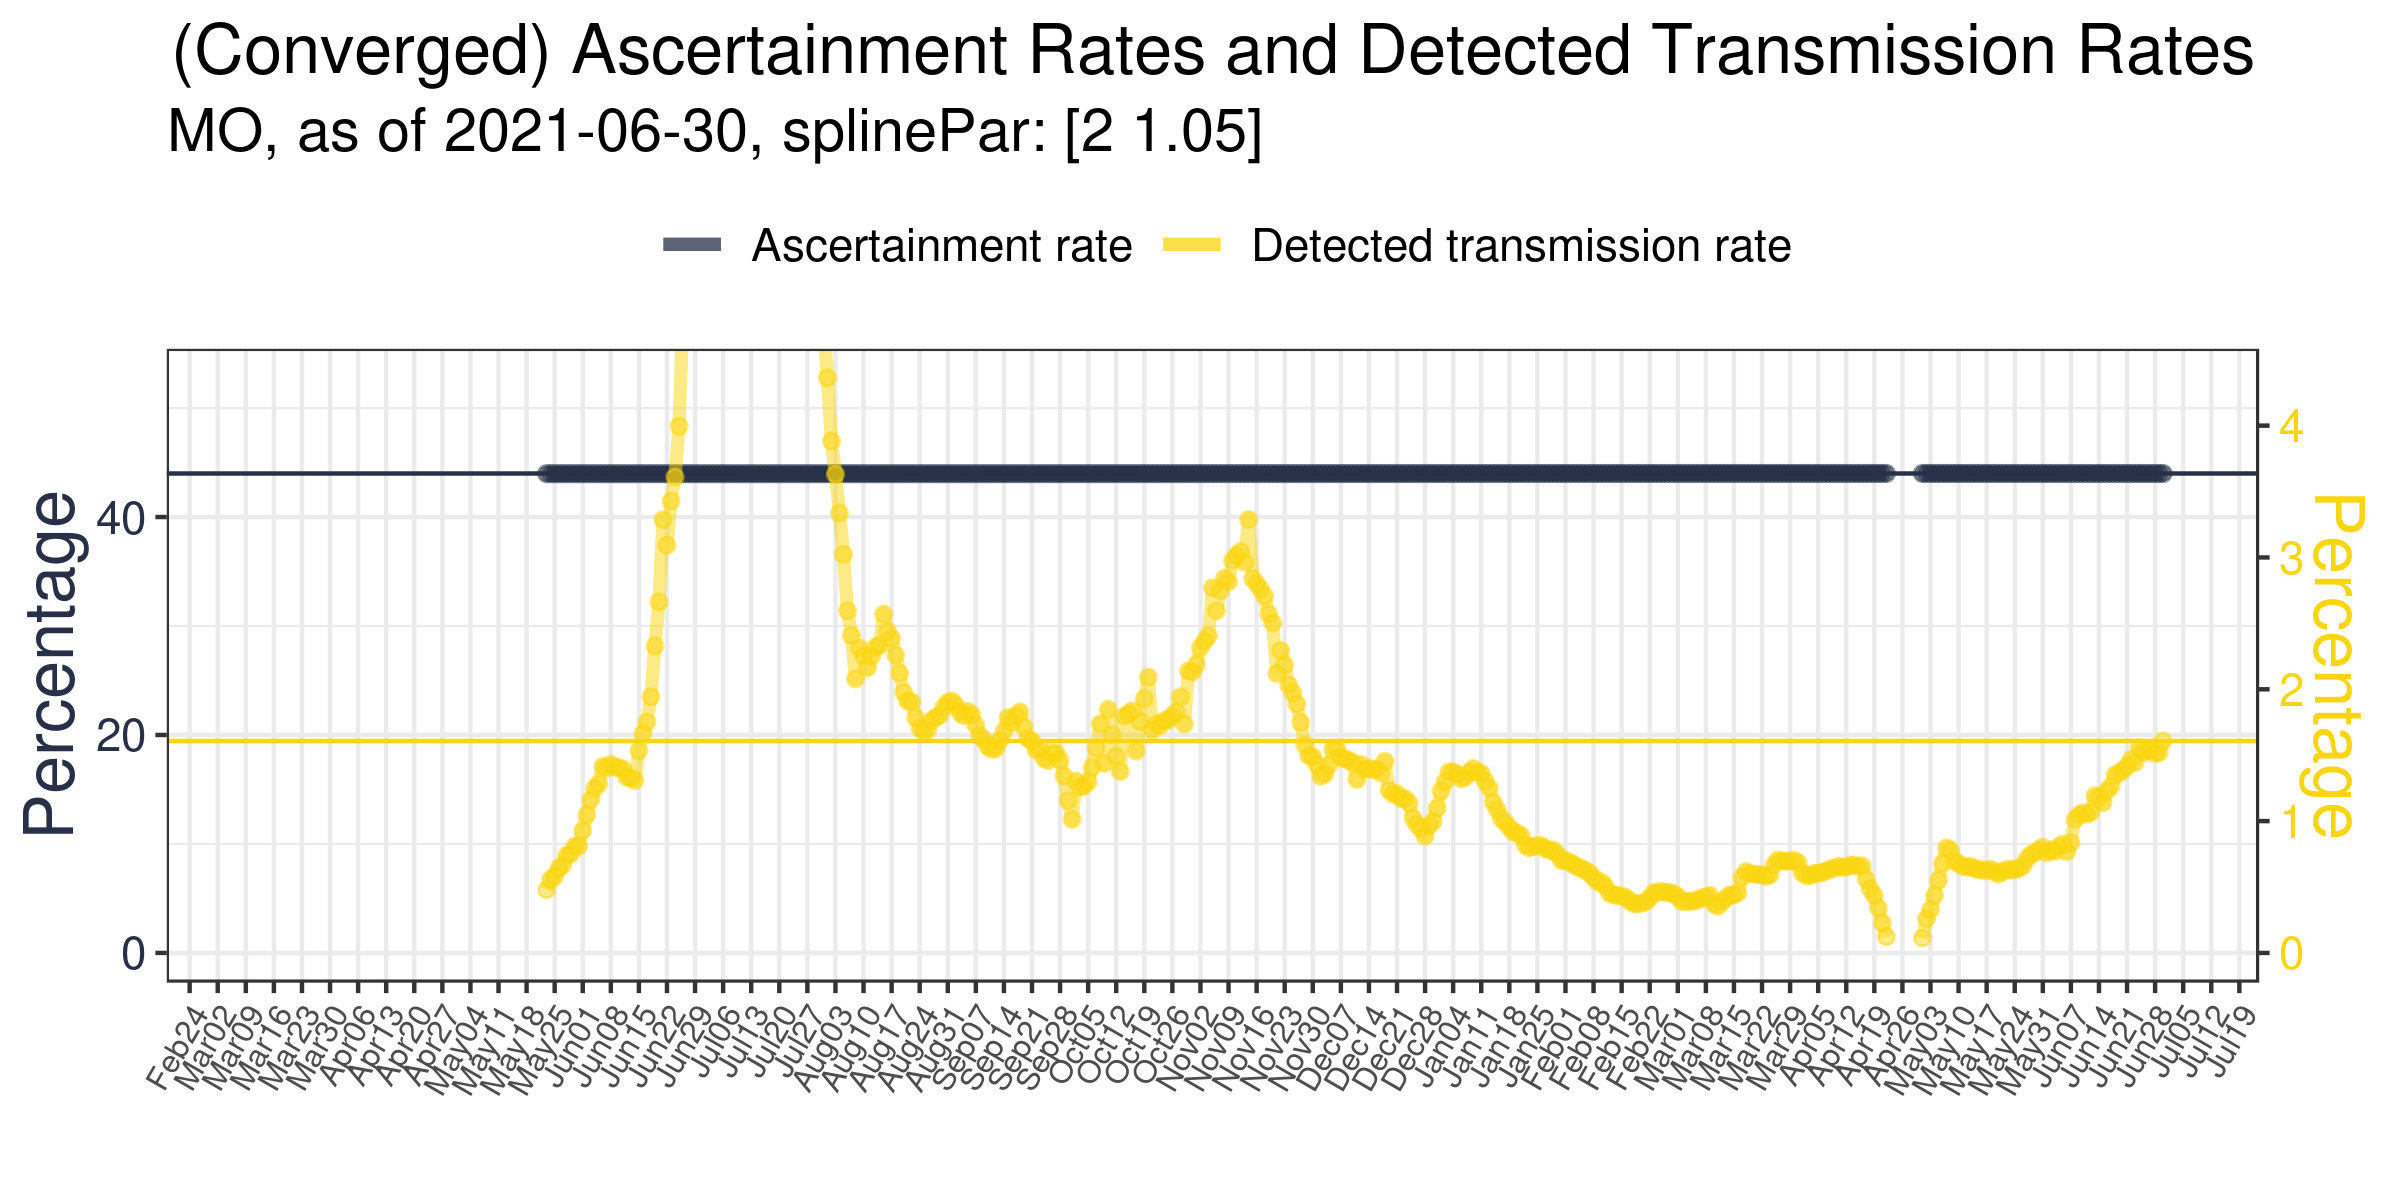 (Converged) Ascertainment Rates and Detected Transmission Rates
MO, as of 2021-06-30, splinePar: [2 1.05]
Ascertainment rate
Detected transmission rate
Percentage
40
20
0
4
3
2
1
0
Percentage
Feb24
Mar02
Mar09
Mar16
Mar23
Mar30
Apr06
Apr13
Apr20
Apr27
May04
May11
May18
May25
Jun01
Jun08
Jun15
Jun22
Jun29
Jul06
Jul13
Jul20
Jul27
Aug03
Aug10
Aug17
Aug24
Aug31
Sep07
Sep14
Sep21
Sep28
Oct05
Oct12
Oct19
Oct26
Nov02
Nov09
Nov16
Nov23
Nov30
Dec07
Dec14
Dec21
Dec28
Jan04
Jan11
Jan18
Jan25
Feb01
Feb08
Feb15
Feb22
Mar01
Mar08
Mar15
Mar22
Mar29
Apr05
Apr12
Apr19
Apr26
May03
May10
May17
May24
May31
Jun07
Jun14
Jun21
Jun28
Jul05
Jul12
Jul19